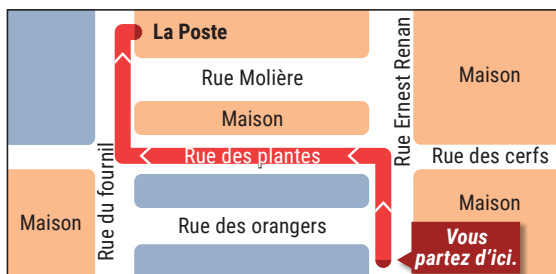 La Poste
Rue Molière
Maison
Rue Ernest Renan
Maison
Rue des plantes
Rue des cerfs
Rue du fournil
Maison
Rue des orangers
Maison
Vous
partez d'ici.